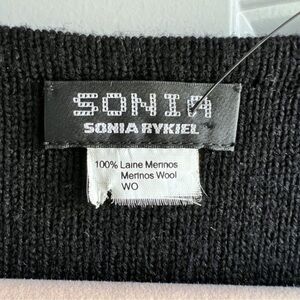 SONIA
SONIA RYKIEL
100% Laine Merinos
Merinos Wool
WO